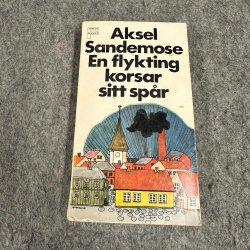 Aksel
Sandemose
En flykting
korsar
sitt spår